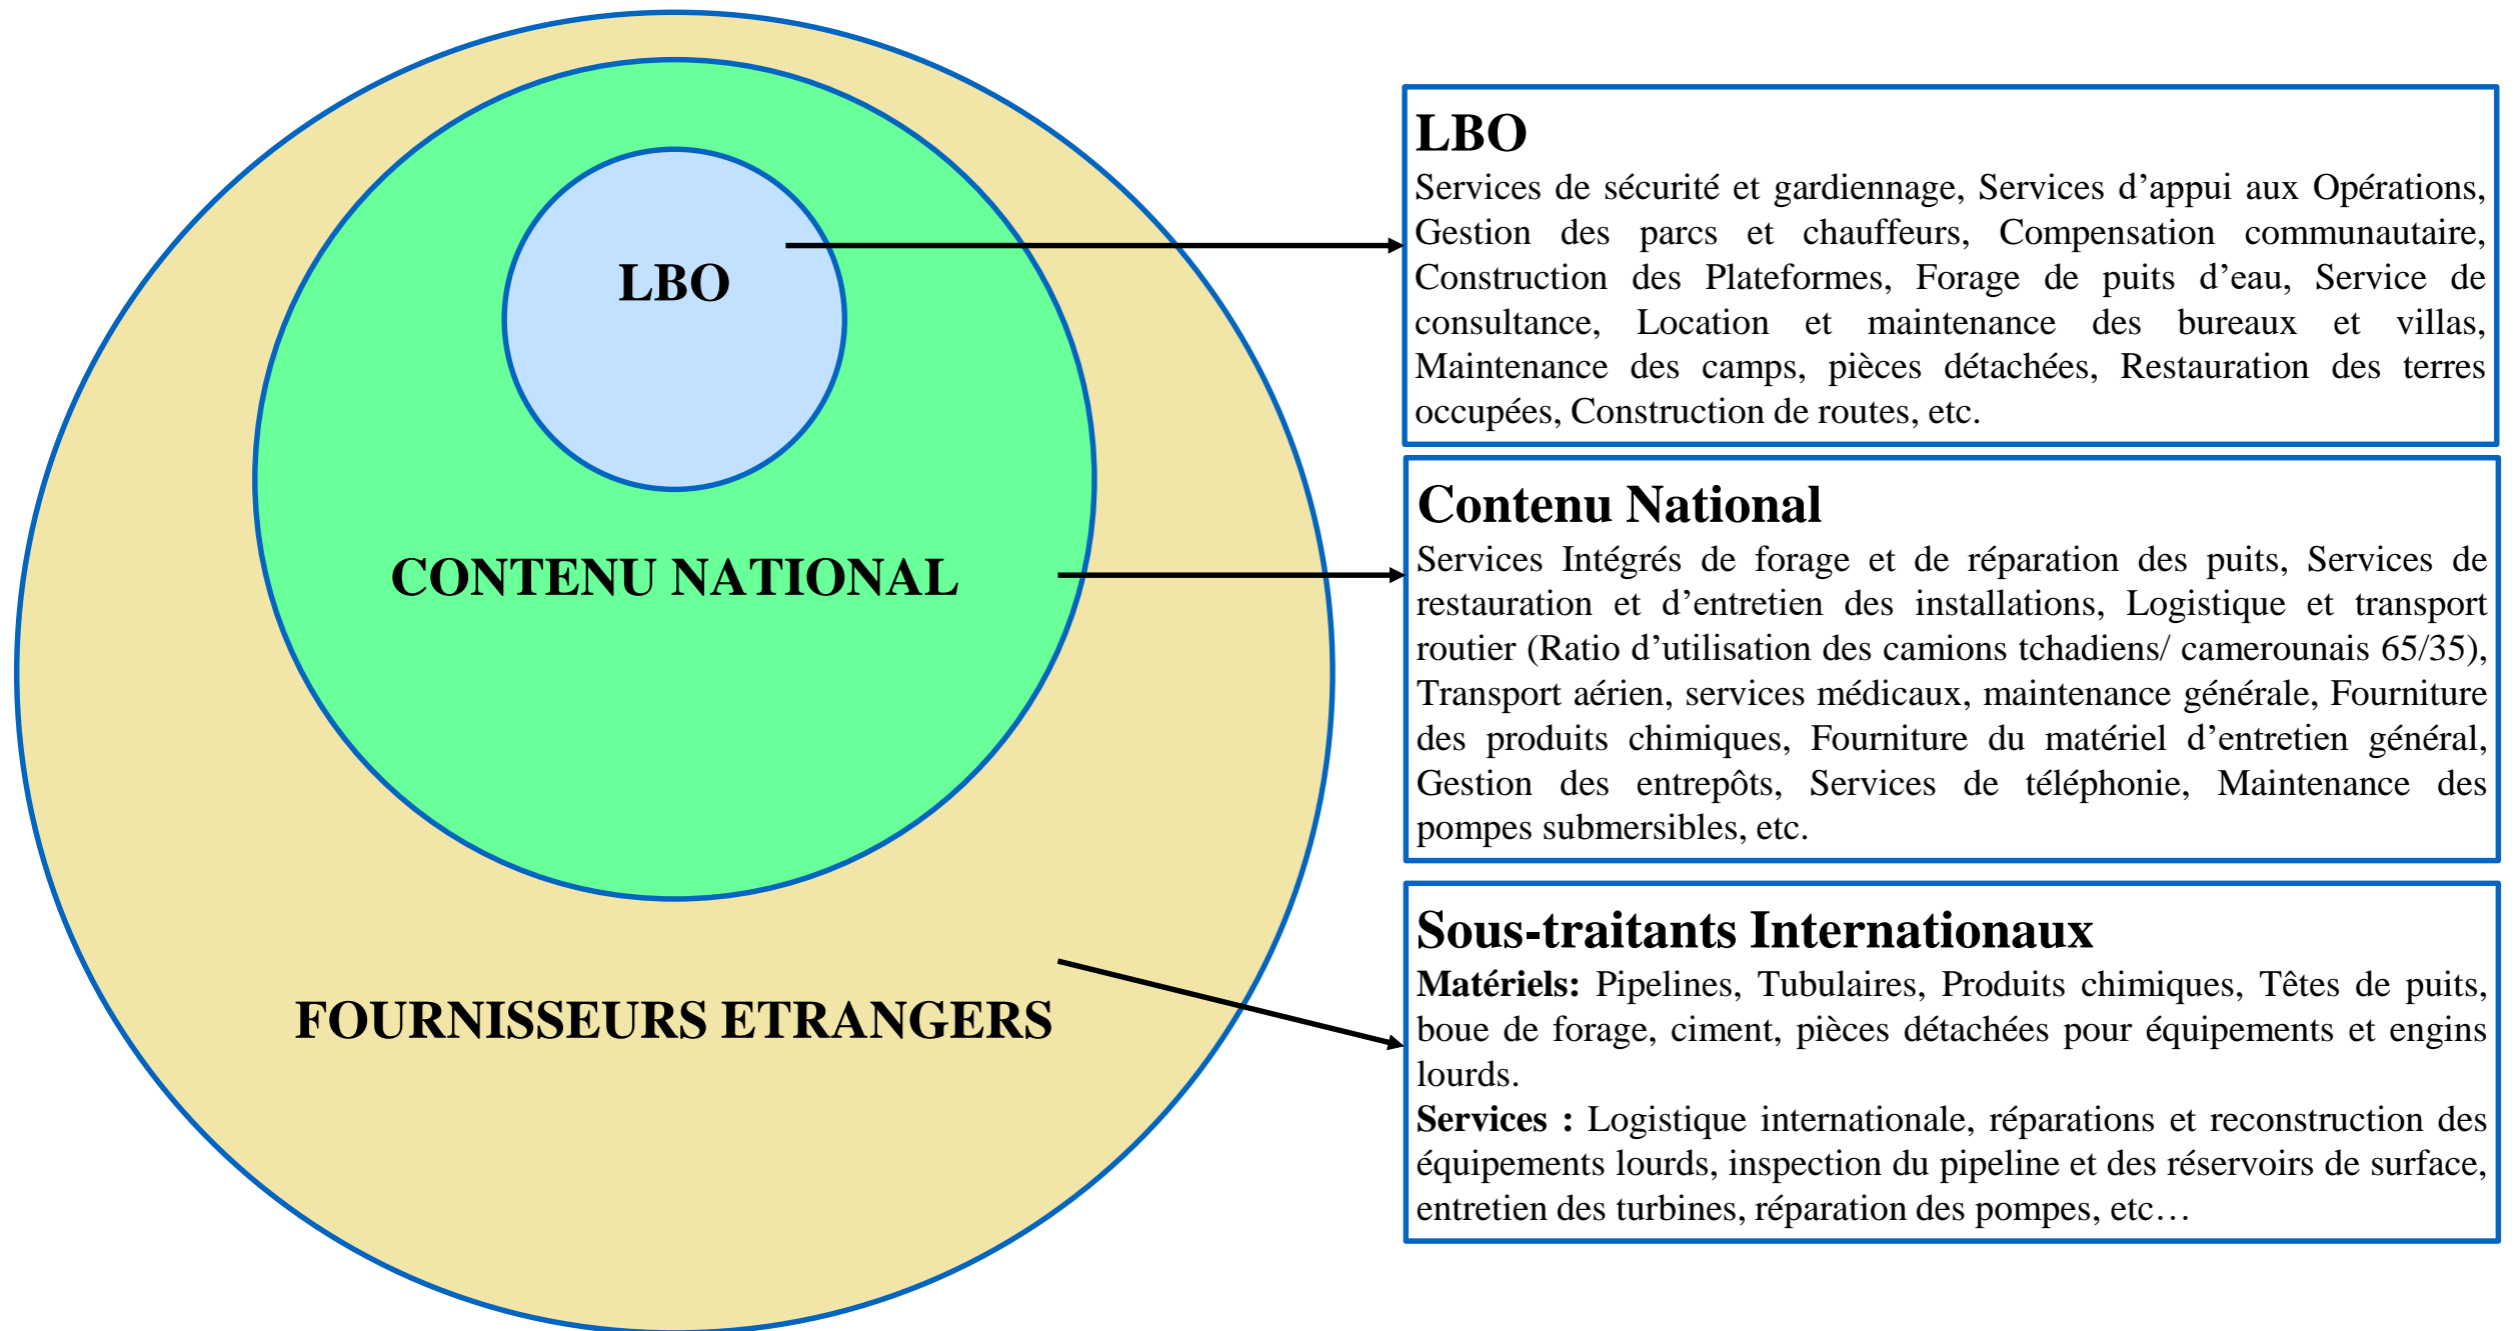 LBO
CONTENU NATIONAL
FOURNISSEURS ETRANGERS
LBO
Services de sécurité et gardiennage, Services d’appui aux Opérations,
Gestion des parcs et chauffeurs, Compensation communautaire,
Construction des Plateformes, Forage de puits d’eau, Service de
consultance, Location et maintenance des bureaux et villas,
Maintenance des camps, pièces détachées, Restauration des terres
occupées, Construction de routes, etc.
Contenu National
Services Intégrés de forage et de réparation des puits, Services de
restauration et d’entretien des installations, Logistique et transport
routier (Ratio d’utilisation des camions tchadiens/ camerounais 65/35),
Transport aérien, services médicaux, maintenance générale, Fourniture
des produits chimiques, Fourniture du matériel d’entretien général,
Gestion des entrepôts, Services de téléphonie, Maintenance des
pompes submersibles, etc.
Sous-traitants Internationaux
Matériels: Pipelines, Tubulaires, Produits chimiques, Têtes de puits,
boue de forage, ciment, pièces détachées pour équipements et engins
lourds.
Services : Logistique internationale, réparations et reconstruction des
équipements lourds, inspection du pipeline et des réservoirs de surface,
entretien des turbines, réparation des pompes, etc…